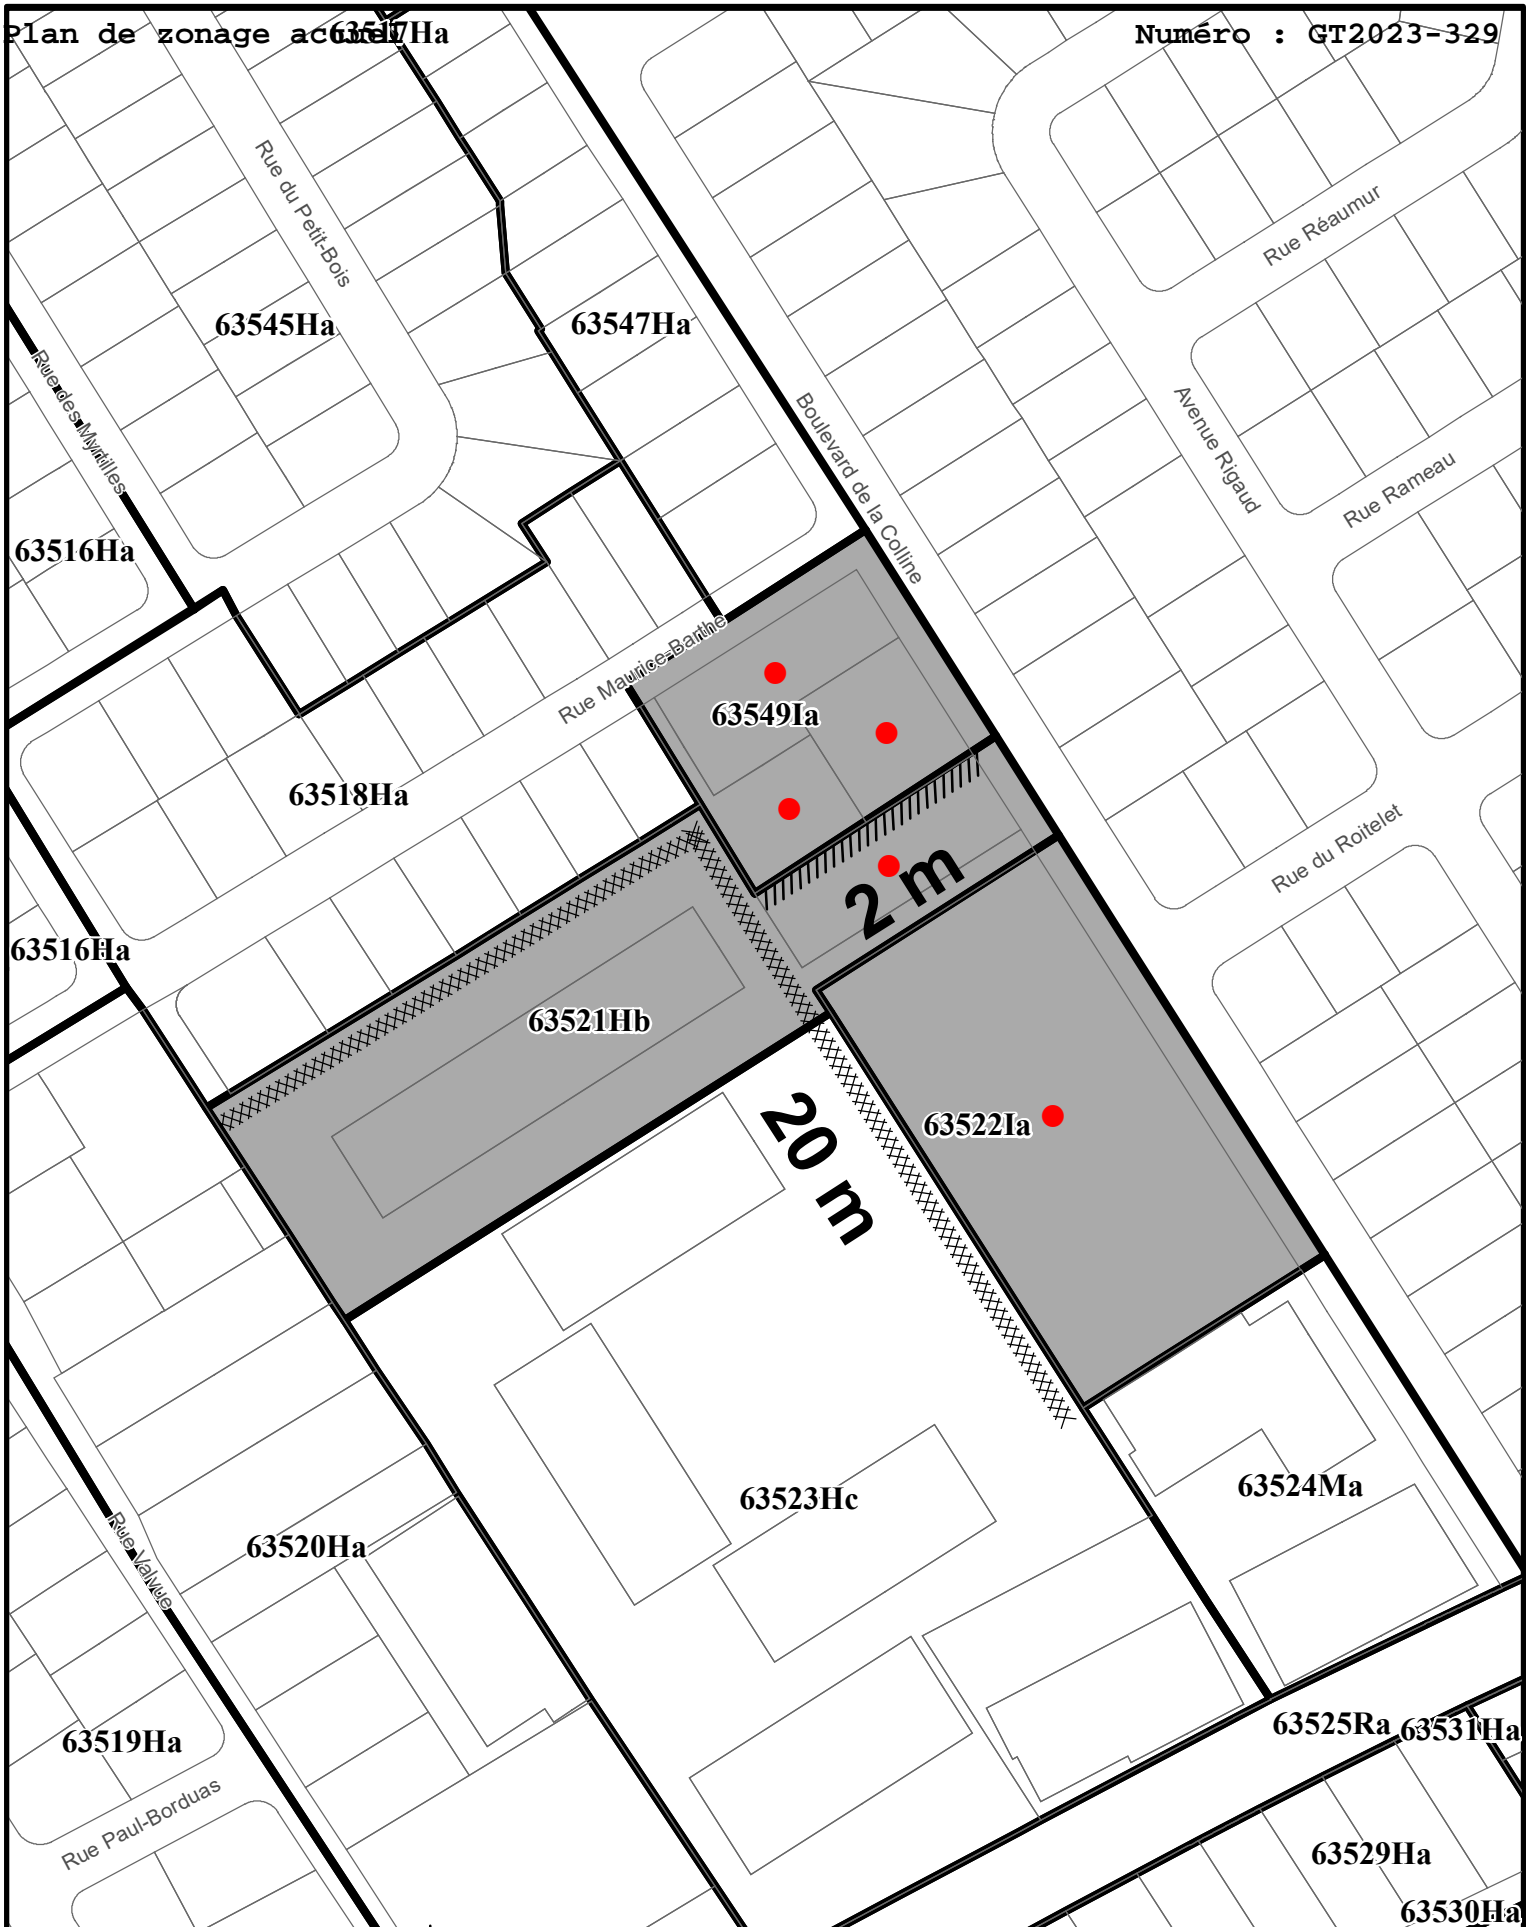 Plan de zonage actuel
63517Ha
Numéro : GT2023-329
Rue du Petit-Bois
Rue Réaumur
63545Ha
63547Ha
Rue des Myrtilles
Boulevard de la Colline
Avenue Rigaud
Rue Rameau
63516Ha
Rue Maurice-Barthe
63549Ia
63518Ha
Rue du Roitelet
2 m
63516Ha
63521Hb
20 m
63522Ia
63523Hc
63524Ma
63520Ha
Rue Valvue
63519Ha
63525Ra
63531Ha
Rue Paul-Borduas
63529Ha
63530Ha